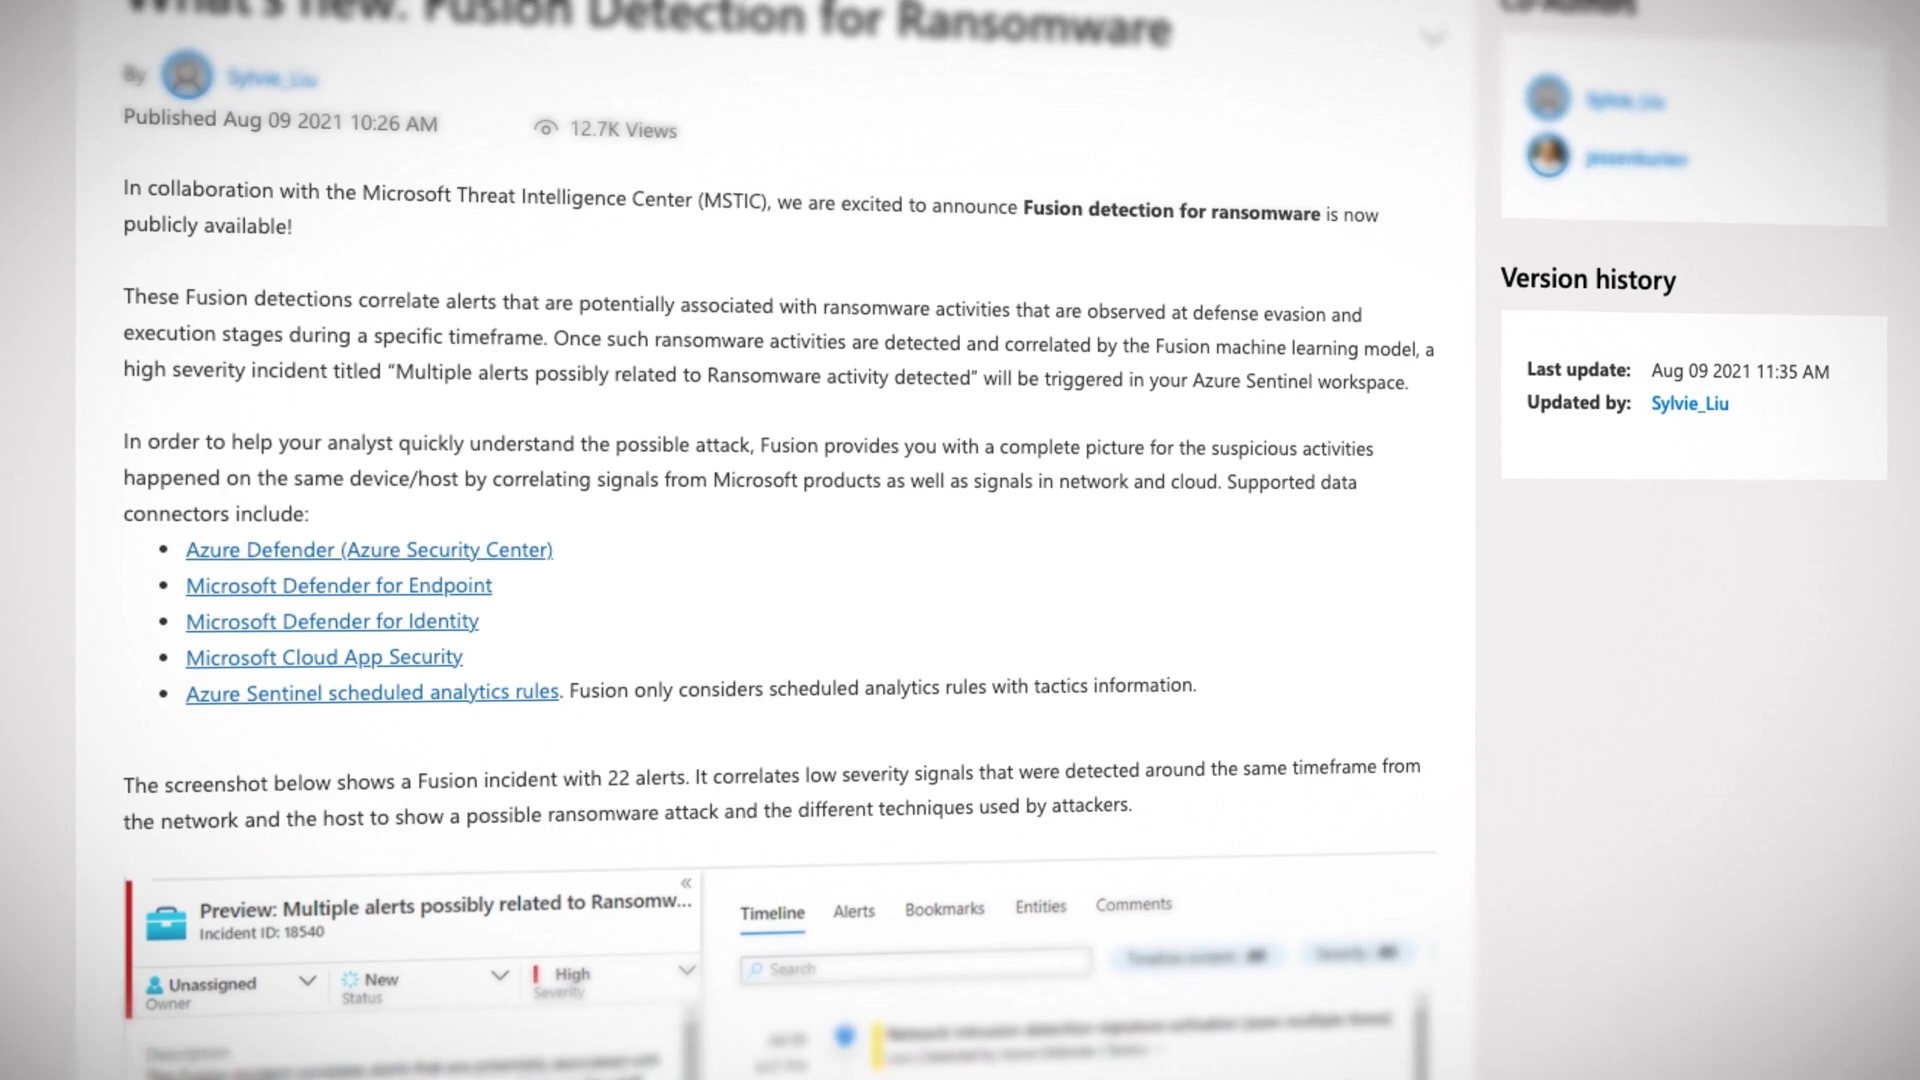 What's new: Fusion Detection for Ransomware
By Sylvie_Liu
Published Aug 09 2021 10:26 AM
12.7K Views
In collaboration with the Microsoft Threat Intelligence Center (MSTIC), we are excited to announce Fusion detection for ransomware is now
publicly available!
These Fusion detections correlate alerts that are potentially associated with ransomware activities that are observed at defense evasion and
execution stages during a specific timeframe. Once such ransomware activities are detected and correlated by the Fusion machine learning model, a
high severity incident titled “Multiple alerts possibly related to Ransomware activity detected” will be triggered in your Azure Sentinel workspace.
In order to help your analyst quickly understand the possible attack, Fusion provides you with a complete picture for the suspicious activities
happened on the same device/host by correlating signals from Microsoft products as well as signals in network and cloud. Supported data
connectors include:
• Azure Defender (Azure Security Center)
• Microsoft Defender for Endpoint
• Microsoft Defender for Identity
• Microsoft Cloud App Security
• Azure Sentinel scheduled analytics rules. Fusion only considers scheduled analytics rules with tactics information.
The screenshot below shows a Fusion incident with 22 alerts. It correlates low severity signals that were detected around the same timeframe from
the network and the host to show a possible ransomware attack and the different techniques used by attackers.
«
Preview: Multiple alerts possibly related to Ransomw...
Incident ID: 18540
Unassigned
Owner
New
Status
High
Severity
Description
Timeline Alerts Bookmarks Entities Comments
Search
Sylvie_Liu
Version history
Last update: Aug 09 2021 11:35 AM
Updated by: Sylvie_Liu